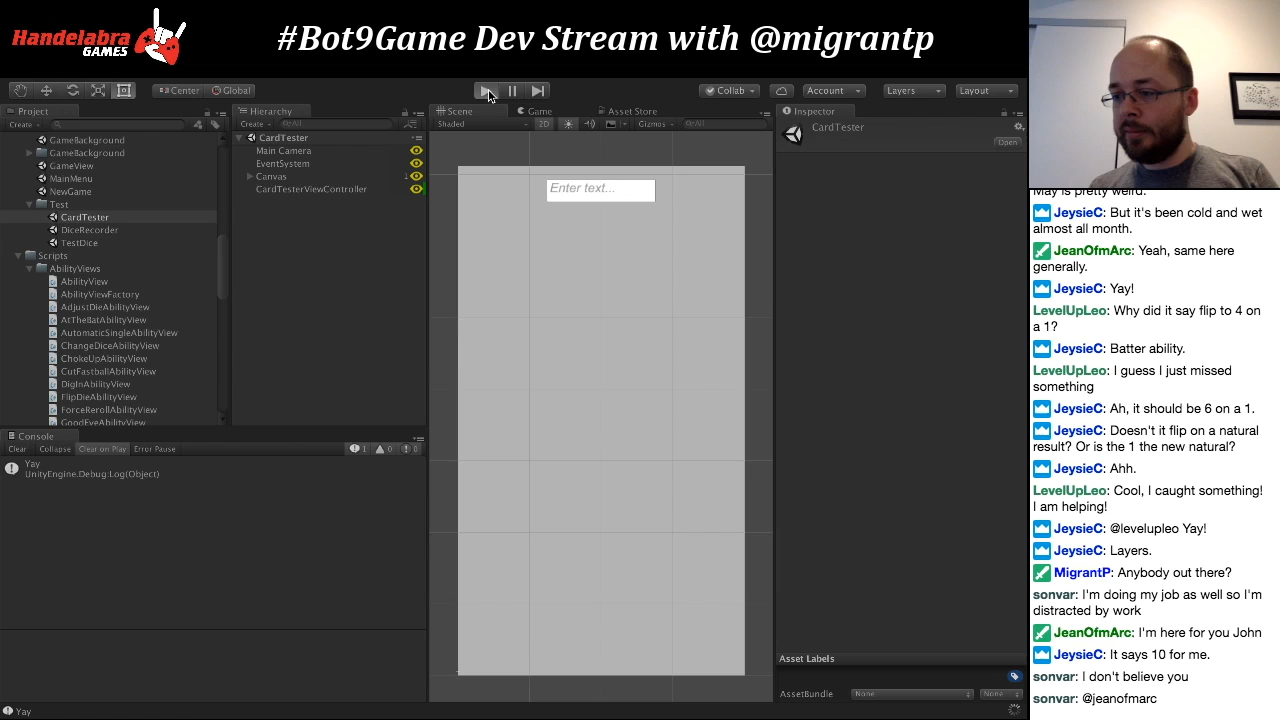 Handelabra
GAMES
#Bot9Game Dev Stream with @migrantp
Center
Global
Collab
Account
Layers
Layout
Project
Create
GameBackground
GameBackground
GameView
MainMenu
NewGame
Test
CardTester
DiceRecorder
TestDice
Scripts
AbilityViews
AbilityView
AbilityViewFactory
AdjustDieAbilityView
AtTheBatAbilityView
AutomaticSingleAbilityView
ChangeDiceAbilityView
ChokeUpAbilityView
CutFastballAbilityView
DigInAbilityView
FlipDieAbilityView
ForceRerollAbilityView
GoodEyeAbilityView
Hierarchy
Create
All
CardTester
Main Camera
EventSystem
Canvas
1
CardTesterViewController
Scene
Game
Asset Store
Shaded
2D
Gizmos
All
Enter text...
Inspector
CardTester
Open
Asset Labels
AssetBundle
None
None
Console
Clear
Collapse
Clear on Play
Error Pause
1
0
0
Yay
UnityEngine.Debug:Log(Object)
Yay
May is pretty weird.
JeysieC: But it's been cold and wet
almost all month.
JeanOfmArc: Yeah, same here
generally.
JeysieC: Yay!
LevelUpLeo: Why did it say flip to 4 on
a 1?
JeysieC: Batter ability.
LevelUpLeo: I guess I just missed
something
JeysieC: Ah, it should be 6 on a 1.
JeysieC: Doesn't it flip on a natural
result? Or is the 1 the new natural?
JeysieC: Ahh.
LevelUpLeo: Cool, I caught something!
I am helping!
JeysieC: @levelupleo Yay!
JeysieC: Layers.
MigrantP: Anybody out there?
sonvar: I'm doing my job as well so I'm
distracted by work
JeanOfmArc: I'm here for you John
JeysieC: It says 10 for me.
sonvar: I don't believe you
sonvar: @jeanofmarc